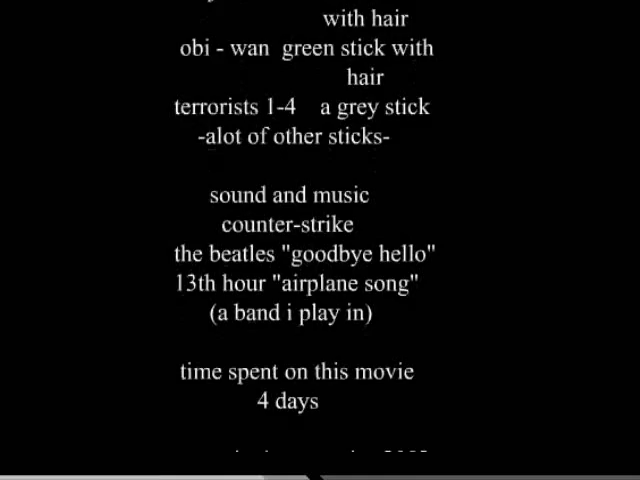 with hair
obi - wan green stick with
hair
terrorists 1-4 a grey stick
-alot of other sticks-
sound and music
counter-strike
the beatles "goodbye hello"
13th hour "airplane song"
(a band i play in)
time spent on this movie
4 days